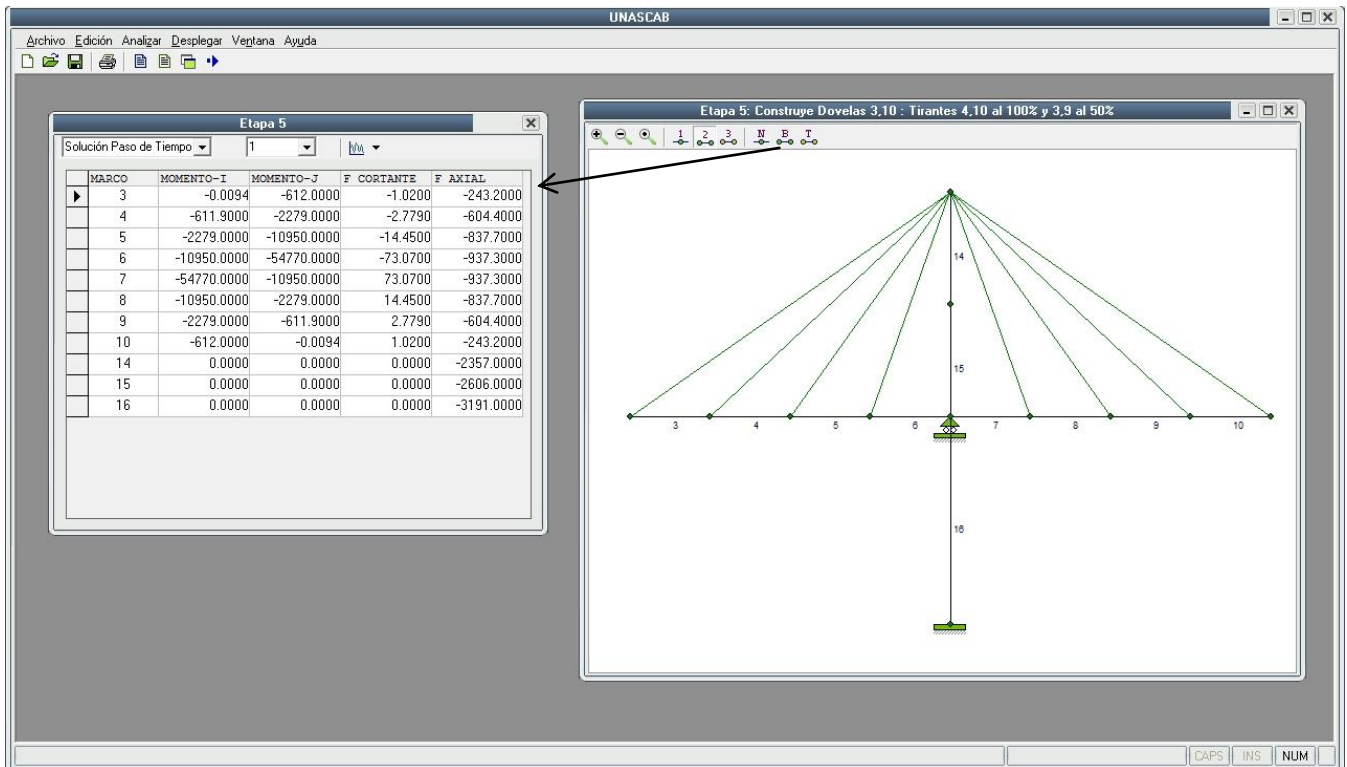 UNASCAB
Archivo Edición Analizar Desplegar Ventana Ayuda
Etapa 5
Solución Paso de Tiempo 1
MARCO MOMENTO-I MOMENTO-J F CORTANTE F AXIAL
3 -0.0094 -612.0000 -1.0200 -243.2000
4 -611.9000 -2279.0000 -2.7790 -604.4000
5 -2279.0000 -10950.0000 -14.4500 -837.7000
6 -10950.0000 -54770.0000 -73.0700 -937.3000
7 -54770.0000 -10950.0000 73.0700 -937.3000
8 -10950.0000 -2279.0000 14.4500 -837.7000
9 -2279.0000 -611.9000 2.7790 -604.4000
10 -612.0000 -0.0094 1.0200 -243.2000
14 0.0000 0.0000 0.0000 -2357.0000
15 0.0000 0.0000 0.0000 -2606.0000
16 0.0000 0.0000 0.0000 -3191.0000
Etapa 5: Construye Dovelas 3,10 : Tirantes 4,10 al 100% y 3,9 al 50%
1 2 3 N B T
14
15
3 4 5 6 7 8 9 10
16
CAPS INS NUM